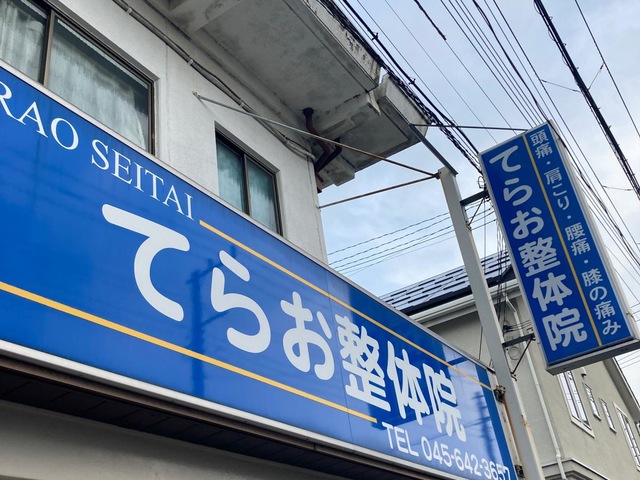 RAO SEITAI
てらお整体院
TEL 045-642-3657
頭痛・肩こり・腰痛・膝の痛み
てらお整体院